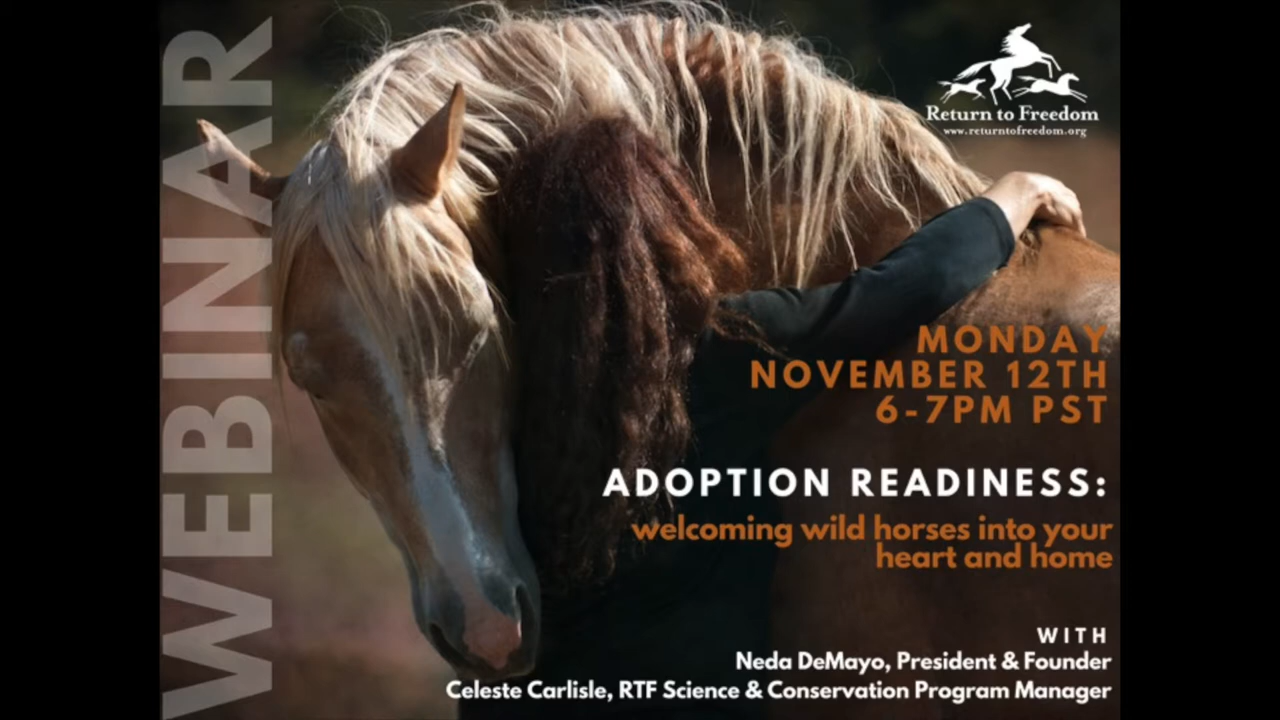 WEBINAR
Return to Freedom
www.returntofreedom.org
MONDAY
NOVEMBER 12TH
6-7PM PST
ADOPTION READINESS:
welcoming wild horses into your
heart and home
WITH
Neda DeMayo, President & Founder
Celeste Carlisle, RTF Science & Conservation Program Manager